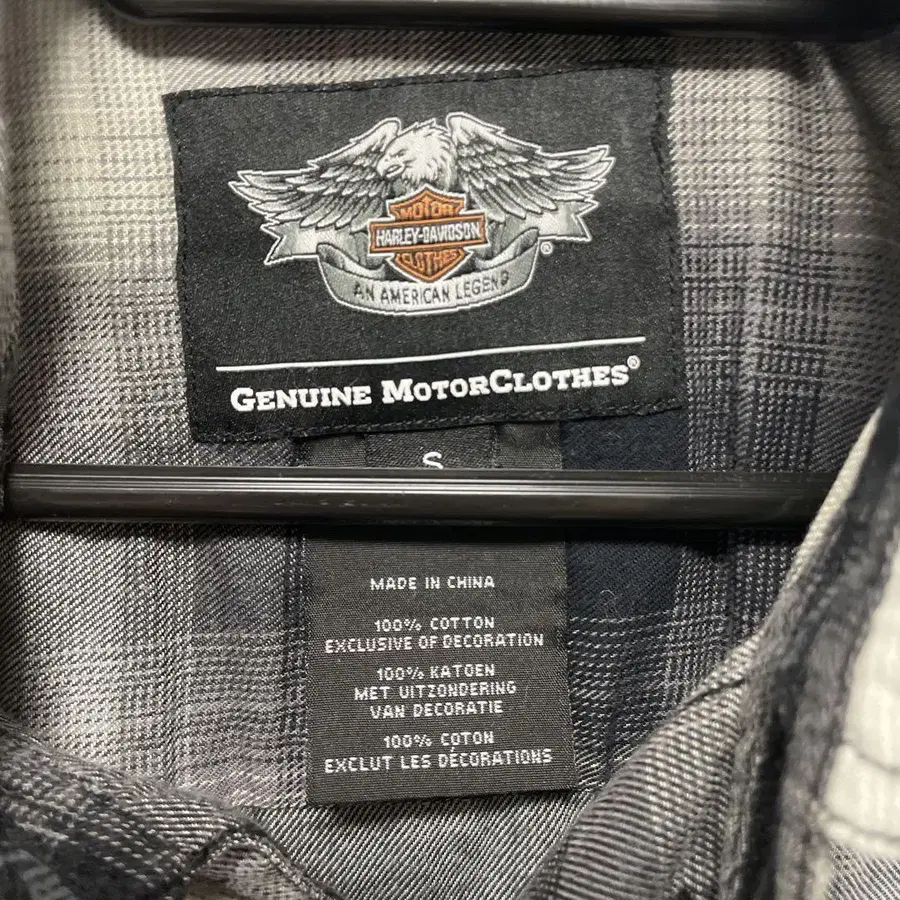 MOTOR
HARLEY-DAVIDSON
CLOTHES
®
AN AMERICAN LEGEND
GENUINE MOTORCLOTHES®
S
MADE IN CHINA
100% COTTON
EXCLUSIVE OF DECORATION
100% KATOEN
MET UITZONDERING
VAN DECORATIE
100% COTON
EXCLUT LES DÉCORATIONS